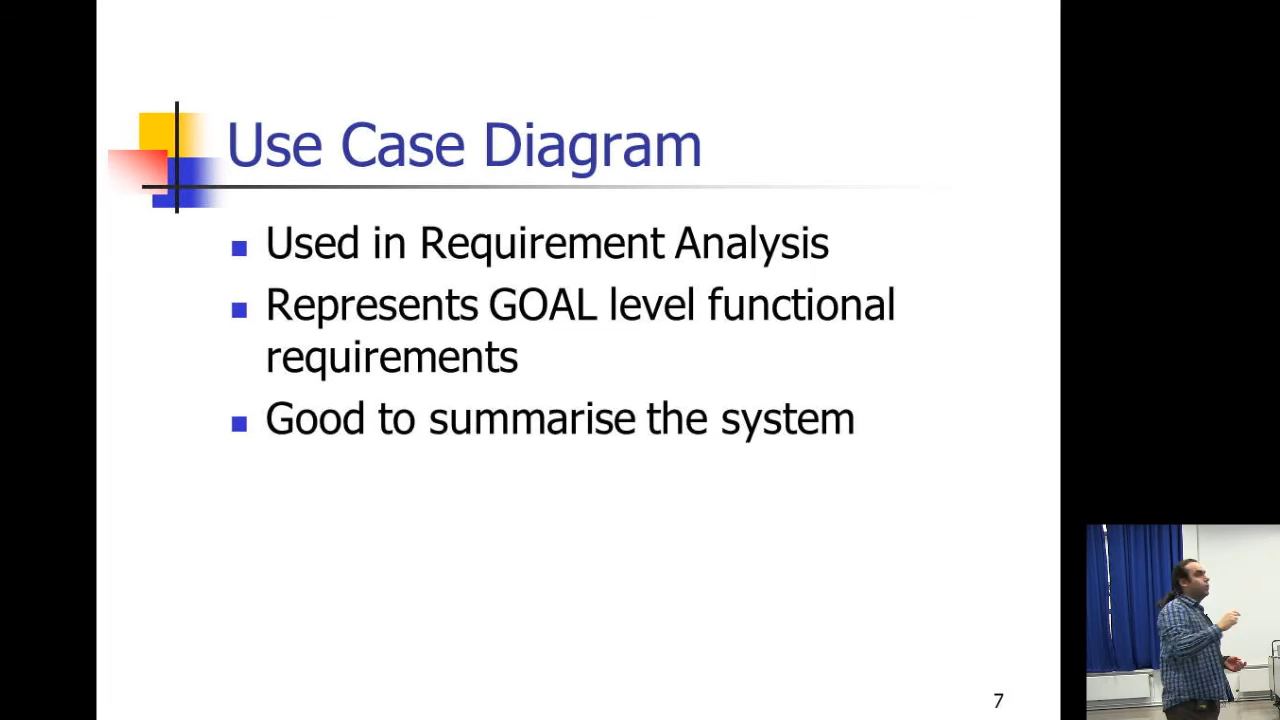 Use Case Diagram
Used in Requirement Analysis
Represents GOAL level functional
requirements
Good to summarise the system
7